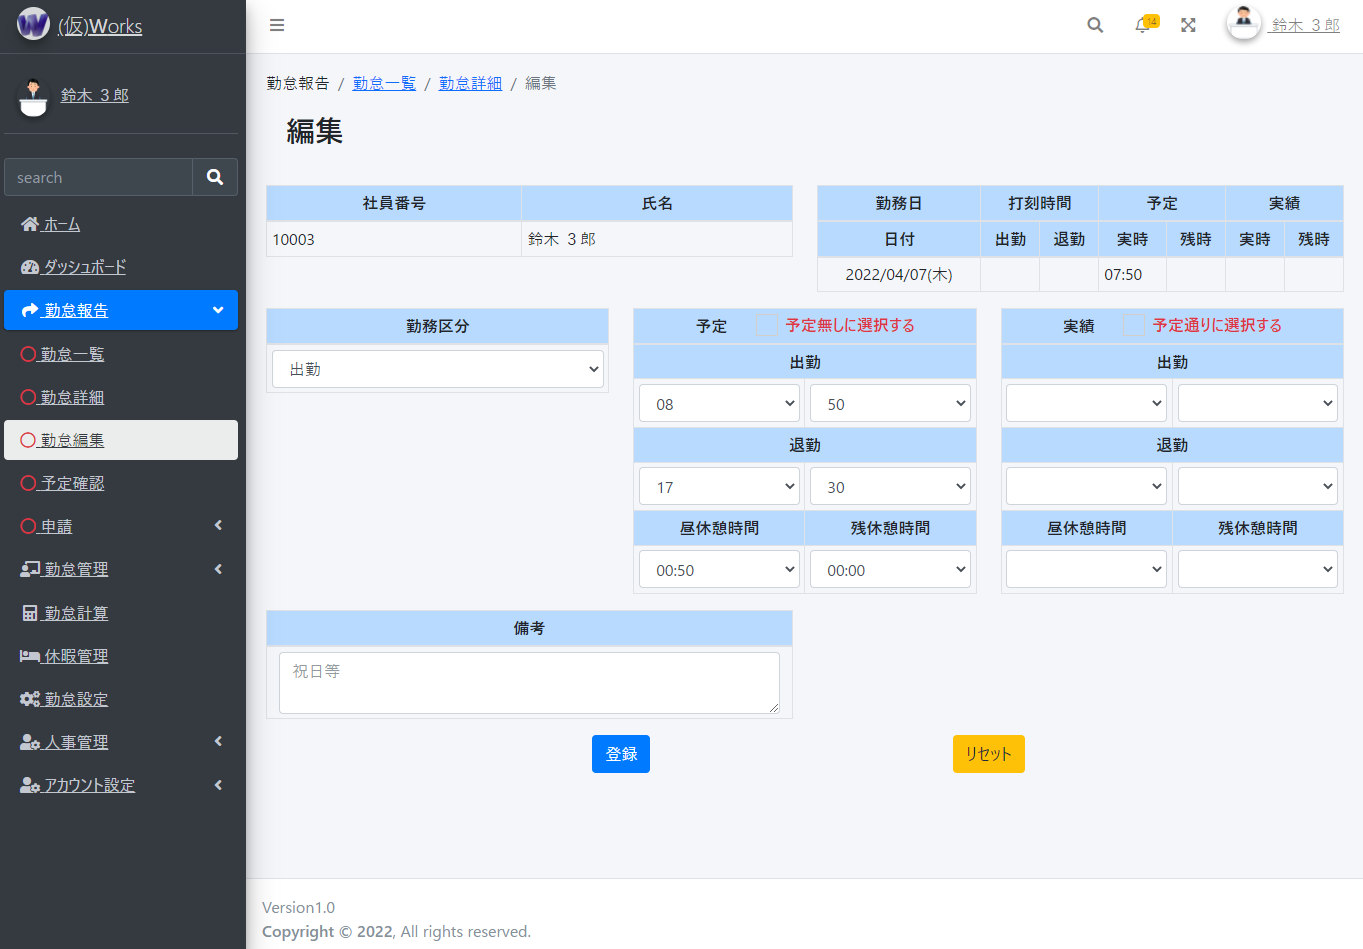 (仮)Works
14
鈴木 ３郎
鈴木 ３郎
search
ホーム
ダッシュボード
勤怠報告
勤怠一覧
勤怠詳細
勤怠編集
予定確認
申請
勤怠管理
勤怠計算
休暇管理
勤怠設定
人事管理
アカウント設定
勤怠報告 / 勤怠一覧 / 勤怠詳細 / 編集
編集
社員番号 氏名
10003 鈴木 ３郎
勤務日 打刻時間 予定 実績
日付 出勤 退勤 実時 残時 実時 残時
2022/04/07(木) 07:50
勤務区分
出勤
予定 予定無しに選択する
出勤
08 50
退勤
17 30
昼休憩時間 残休憩時間
00:50 00:00
実績 予定通りに選択する
出勤
退勤
昼休憩時間 残休憩時間
備考
祝日等
登録 リセット
Version1.0
Copyright © 2022, All rights reserved.